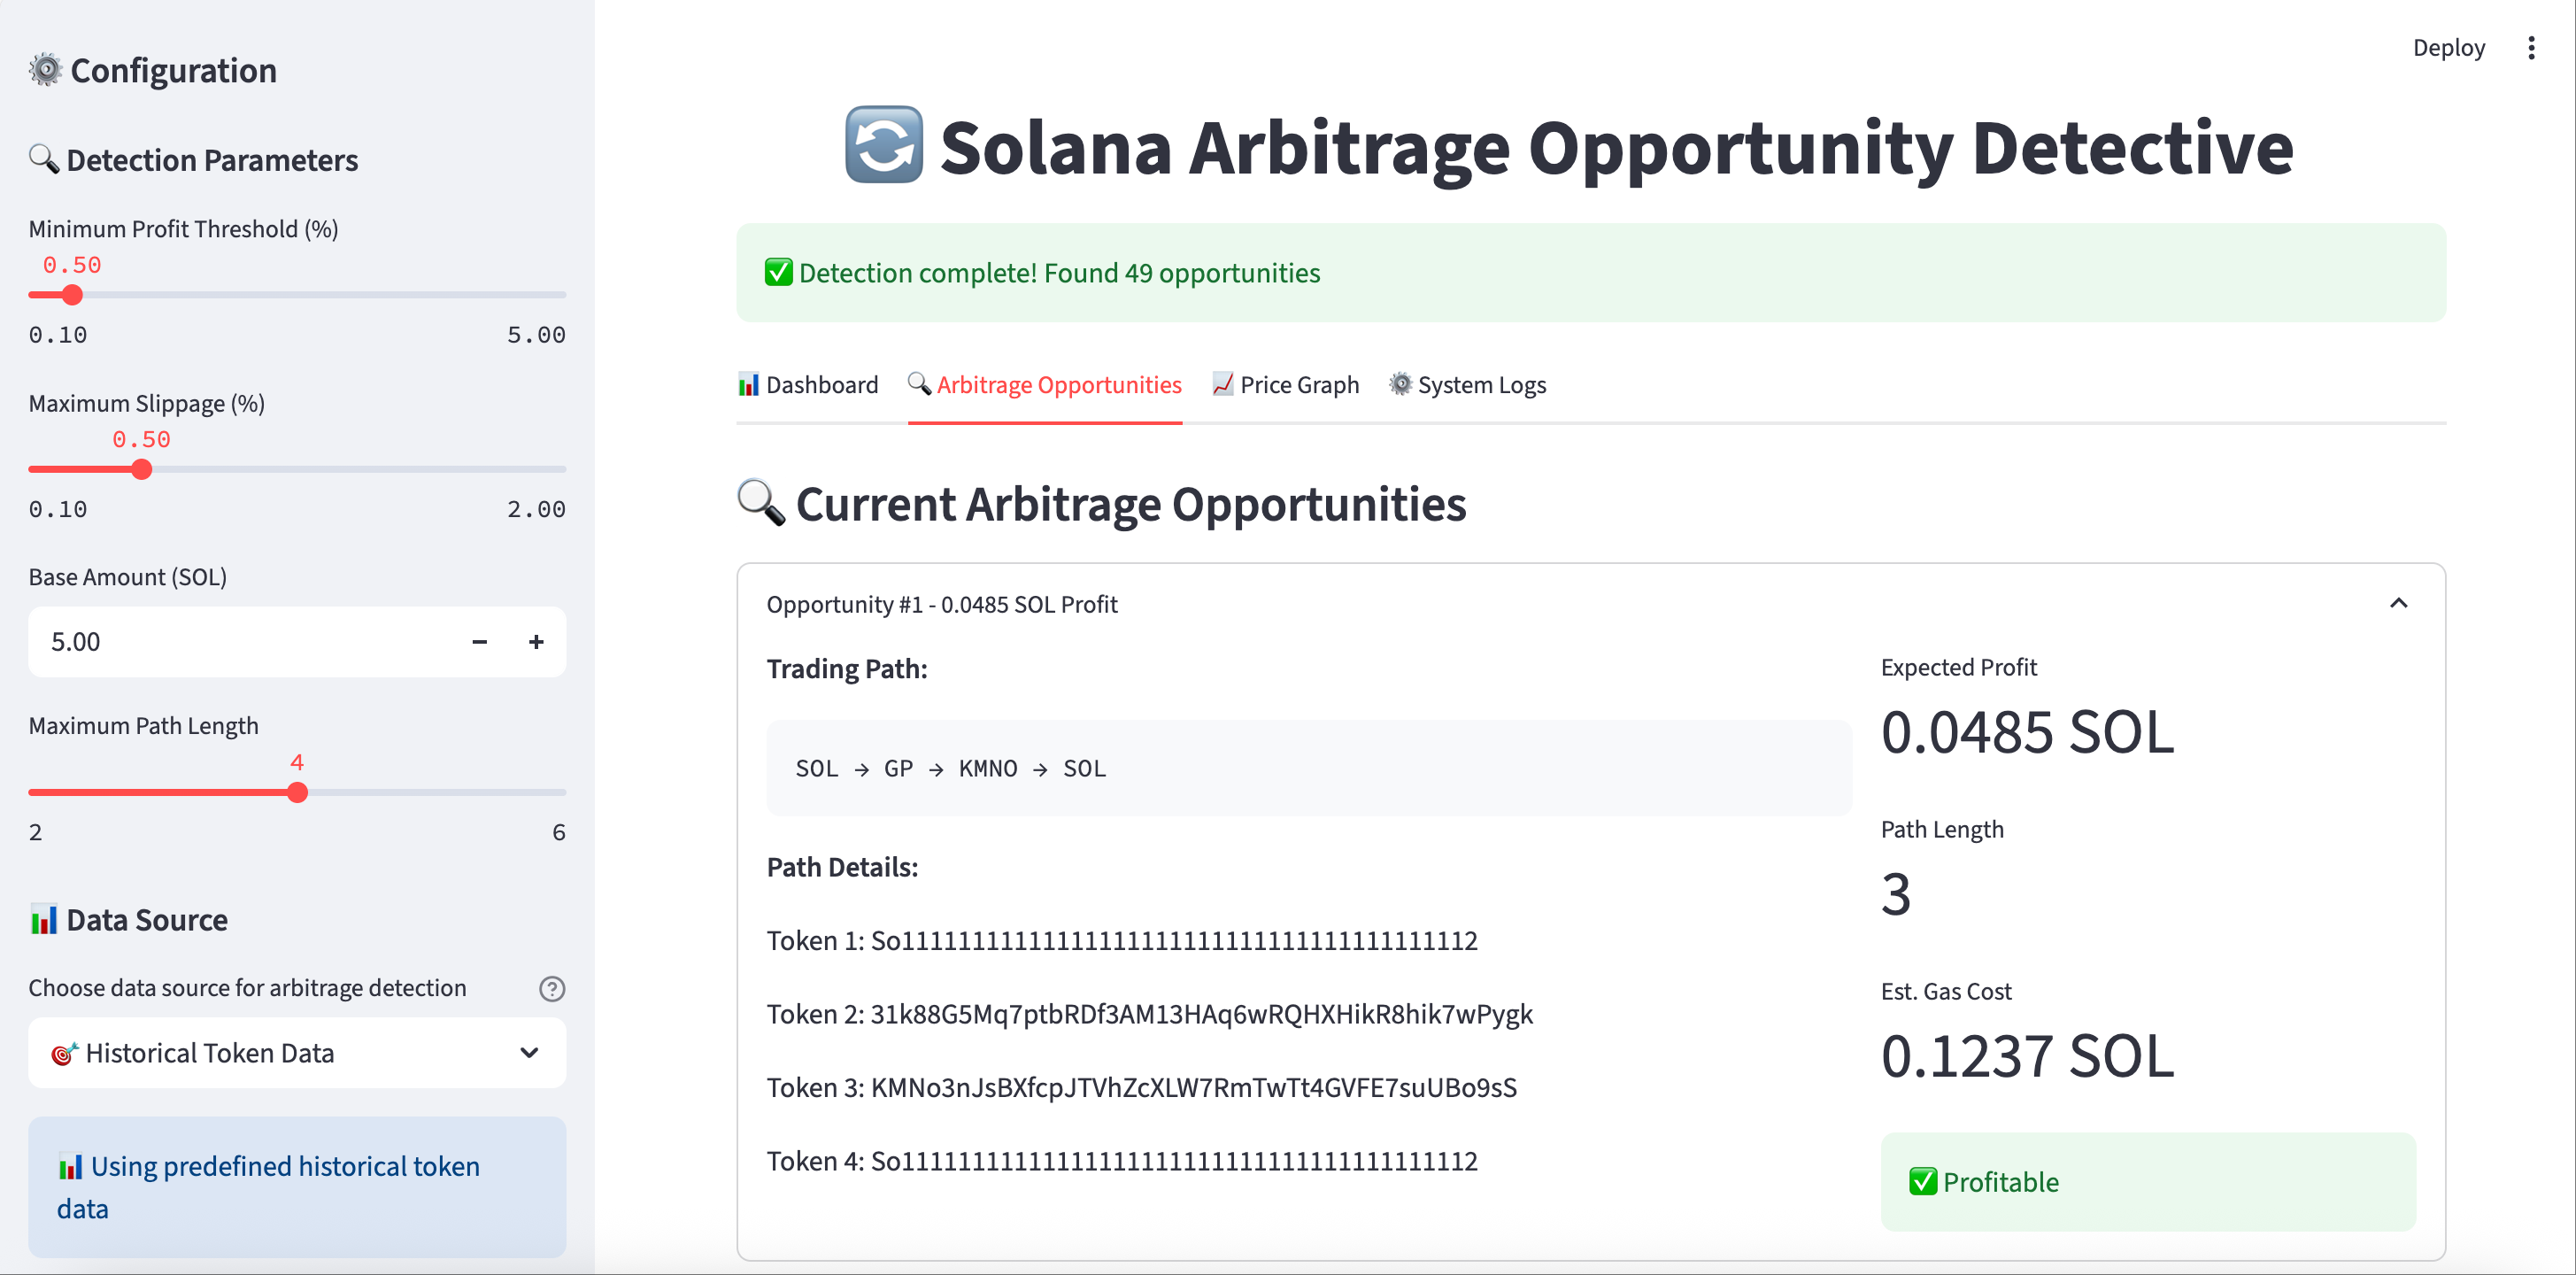 Configuration
Detection Parameters
Minimum Profit Threshold (%)
0.50
0.10 5.00
Maximum Slippage (%)
0.50
0.10 2.00
Base Amount (SOL)
5.00 − +
Maximum Path Length
4
2 6
Data Source
Choose data source for arbitrage detection
Historical Token Data
Using predefined historical token
data
Deploy
Solana Arbitrage Opportunity Detective
Detection complete! Found 49 opportunities
Dashboard Arbitrage Opportunities Price Graph System Logs
Current Arbitrage Opportunities
Opportunity #1 - 0.0485 SOL Profit
Trading Path:
SOL → GP → KMNO → SOL
Path Details:
Token 1: So11111111111111111111111111111111111111112
Token 2: 31k88G5Mq7ptbRDf3AM13HAq6wRQHXHikR8hik7wPygk
Token 3: KMNo3nJsBXfcpJTVhZcXLW7RmTwTt4GVFE7suUBo9sS
Token 4: So11111111111111111111111111111111111111112
Expected Profit
0.0485 SOL
Path Length
3
Est. Gas Cost
0.1237 SOL
Profitable